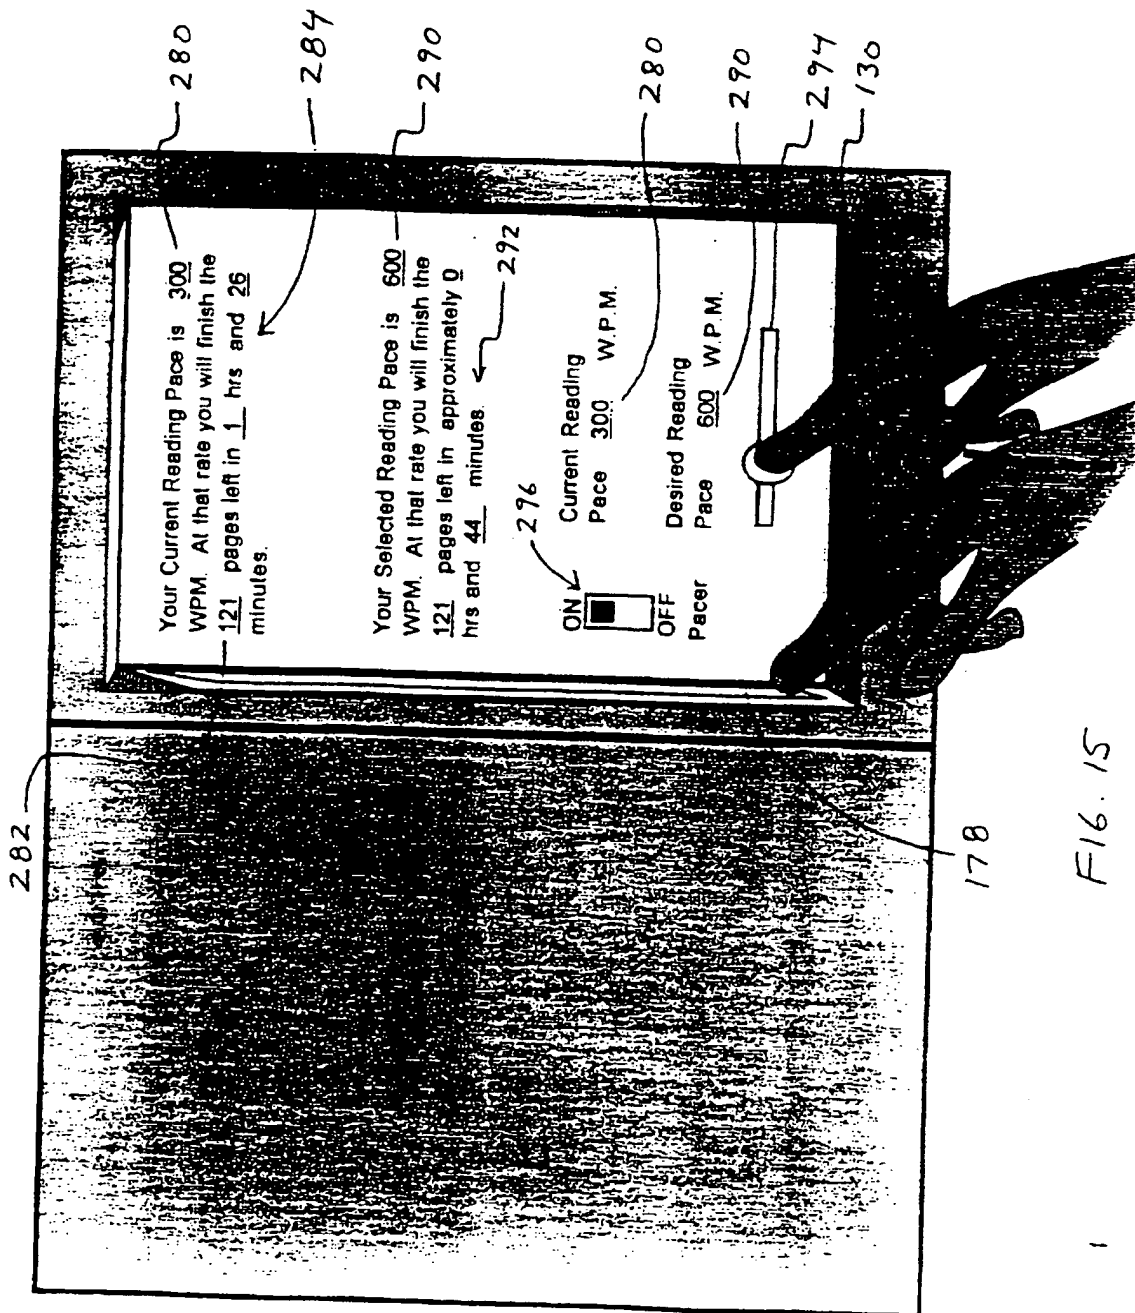 Your Current Reading Pace is 300
WPM. At that rate you will finish the
121 pages left in 1 hrs and 26
minutes.
Your Selected Reading Pace is 600
WPM. At that rate you will finish the
121 pages left in approximately 0
hrs and 44 minutes.
ON
OFF
Pacer
Current Reading
Pace 300 W.P.M.
Desired Reading
Pace 600 W.P.M.
280
284
290
292
296
280
290
294
130
282
178
FIG. 15
1